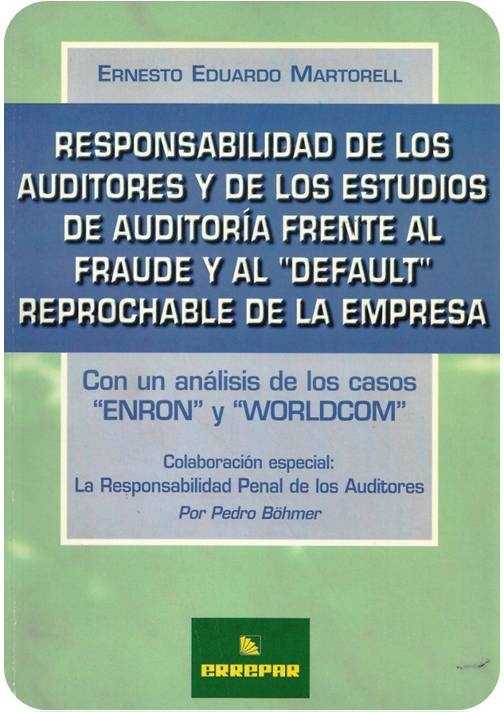 ERNESTO EDUARDO MARTORELL
RESPONSABILIDAD DE LOS
AUDITORES Y DE LOS ESTUDIOS
DE AUDITORÍA FRENTE AL
FRAUDE Y AL "DEFAULT"
REPROCHABLE DE LA EMPRESA
Con un análisis de los casos
"ENRON" y "WORLDCOM"
Colaboración especial:
La Responsabilidad Penal de los Auditores
Por Pedro Böhmer
ERREPAR